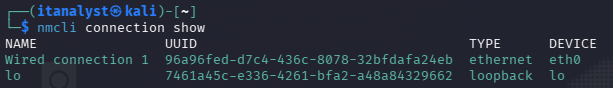 ┌──(itanalyst㉿kali)-[~]
└─$ nmcli connection show
NAME                UUID                                  TYPE      DEVICE
Wired connection 1  96a96fed-d7c4-436c-8078-32bfdafa24eb  ethernet  eth0
lo                  7461a45c-e336-4261-bfa2-a48a84329662  loopback  lo